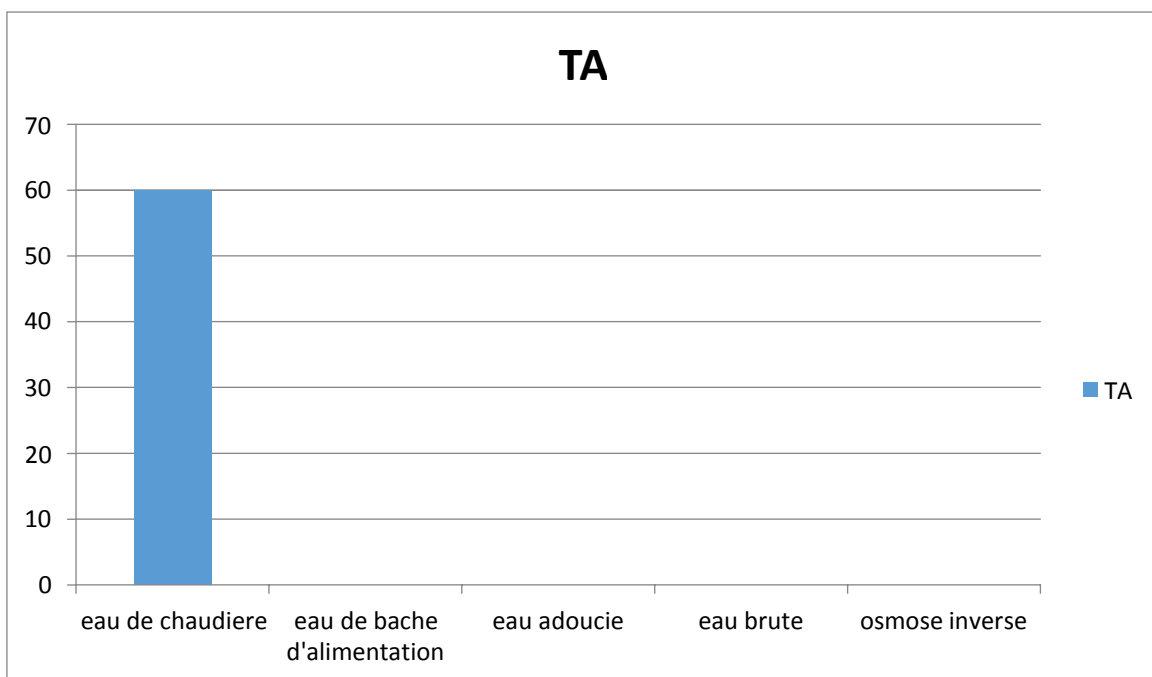 TA
70
60
50
40
30
20
10
0
eau de chaudiere
eau de bache
d'alimentation
eau adoucie
eau brute
osmose inverse
TA